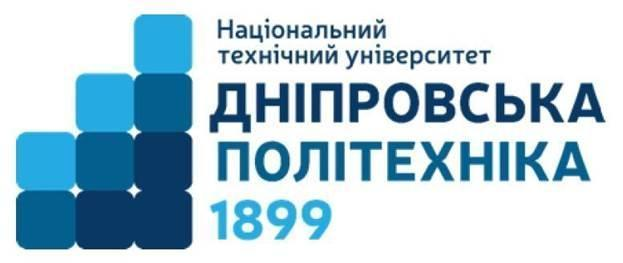 Національний
технічний університет
ДНІПРОВСЬКА
ПОЛІТЕХНІКА
1899